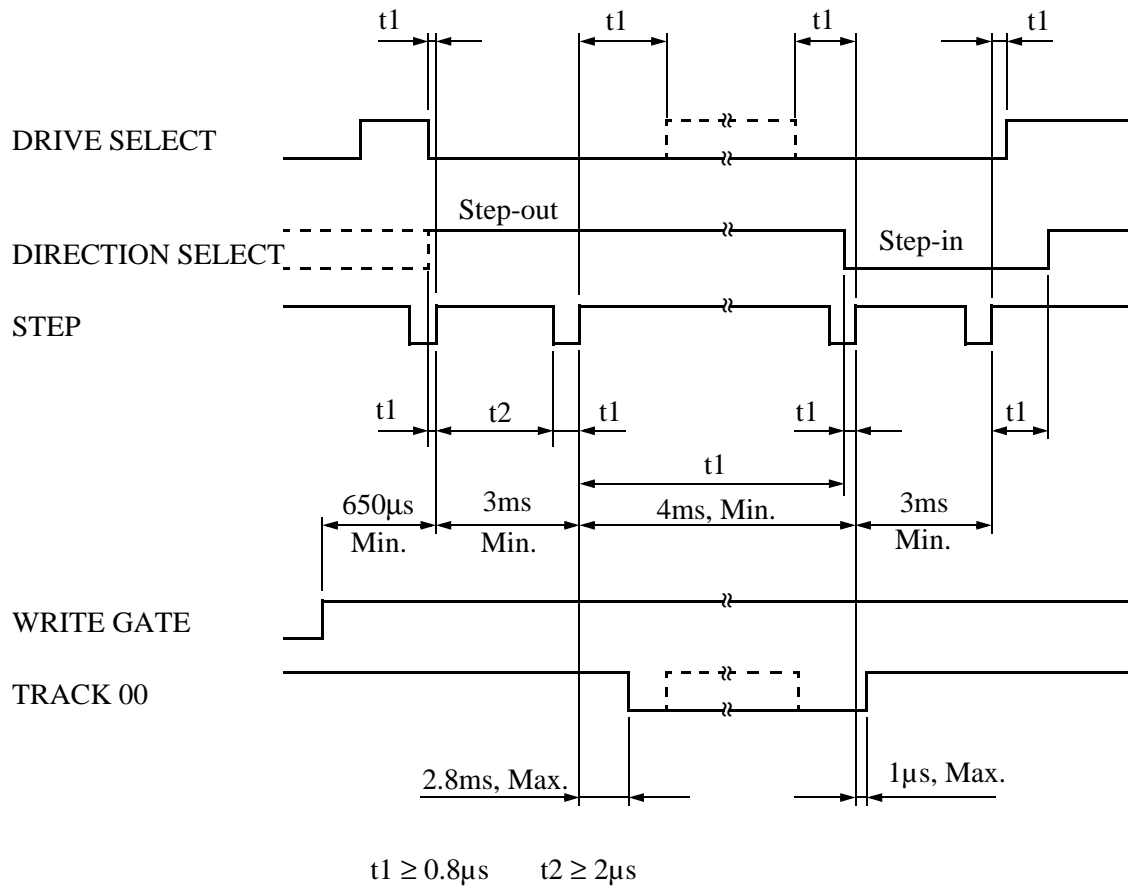 t1 t1 t1 t1
DRIVE SELECT
Step-out
DIRECTION SELECT
Step-in
STEP
t1 t2 t1 t1 t1
t1
650µs 3ms 4ms, Min. 3ms
Min. Min. Min.
WRITE GATE
TRACK 00
2.8ms, Max. 1µs, Max.
t1 ≥ 0.8µs t2 ≥ 2µs